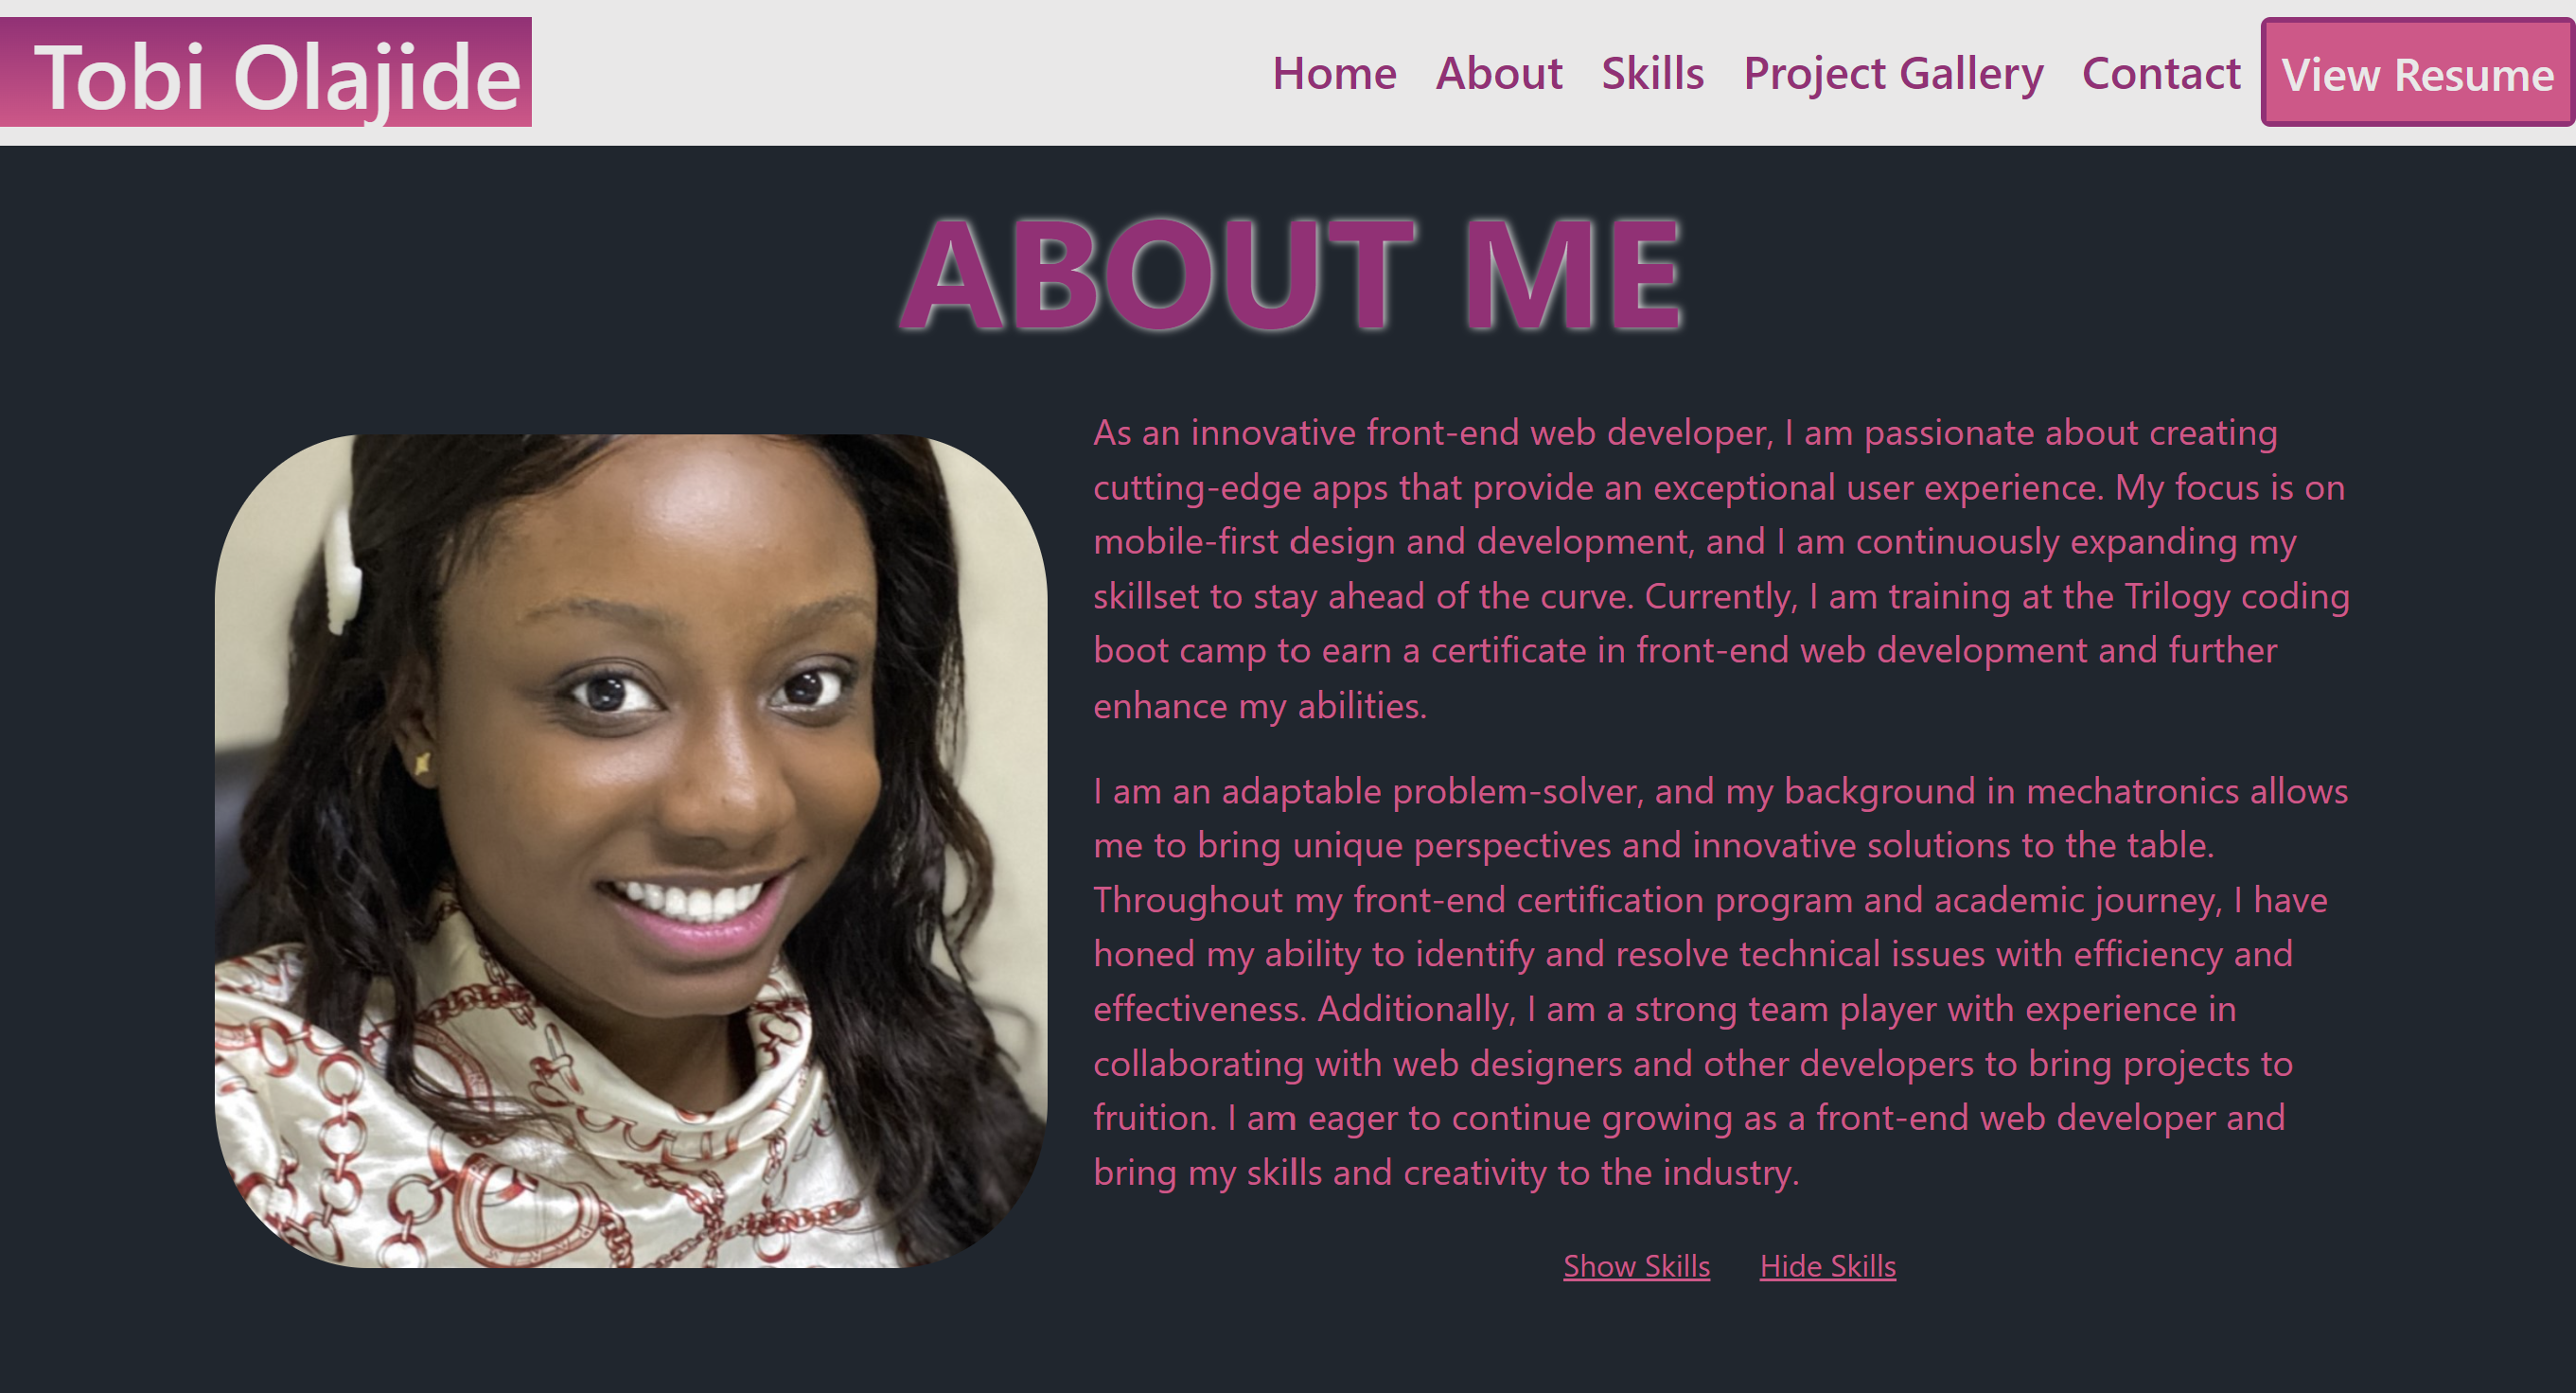 Tobi Olajide
Home About Skills Project Gallery Contact View Resume
ABOUT ME
As an innovative front-end web developer, I am passionate about creating
cutting-edge apps that provide an exceptional user experience. My focus is on
mobile-first design and development, and I am continuously expanding my
skillset to stay ahead of the curve. Currently, I am training at the Trilogy coding
boot camp to earn a certificate in front-end web development and further
enhance my abilities.
I am an adaptable problem-solver, and my background in mechatronics allows
me to bring unique perspectives and innovative solutions to the table.
Throughout my front-end certification program and academic journey, I have
honed my ability to identify and resolve technical issues with efficiency and
effectiveness. Additionally, I am a strong team player with experience in
collaborating with web designers and other developers to bring projects to
fruition. I am eager to continue growing as a front-end web developer and
bring my skills and creativity to the industry.
Show Skills Hide Skills